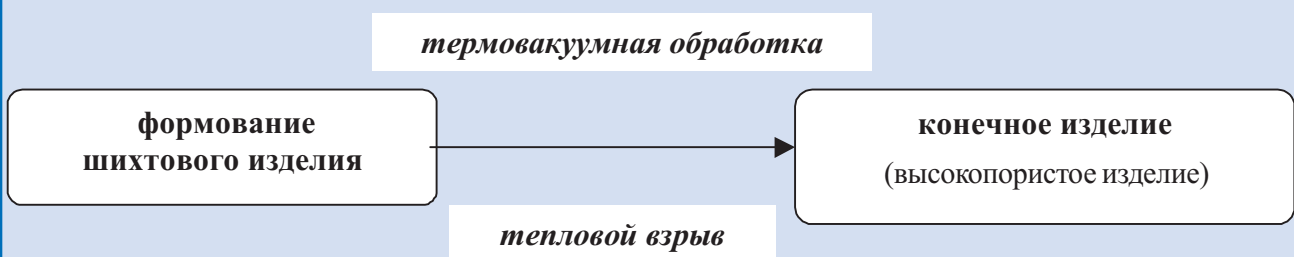 термовакуумная обработка
формование
шихтового изделия
конечное изделие
(высокопористое изделие)
тепловой взрыв